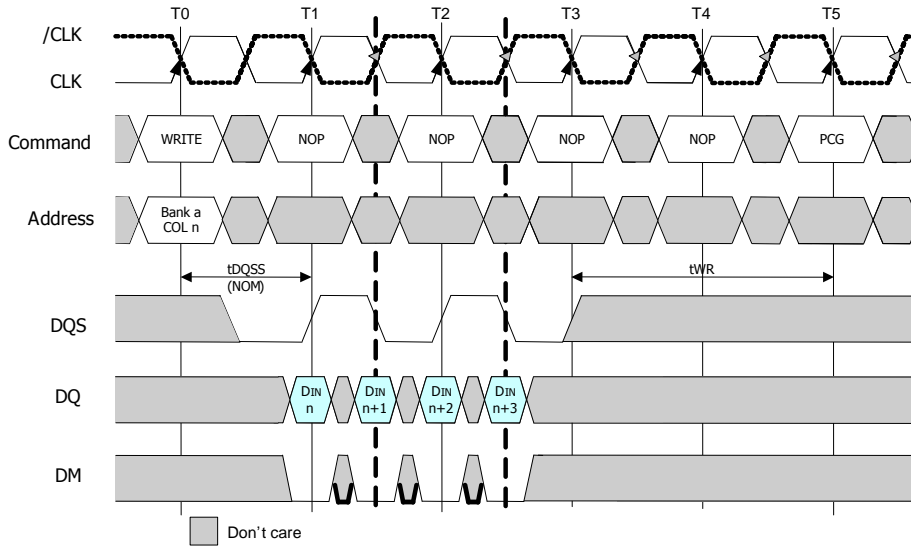 T0 T1 T2 T3 T4 T5
/CLK
CLK
Command WRITE NOP NOP NOP NOP PCG
Address Bank a
COL n
tDQSS
(NOM)
tWR
DQS
DQ DIN
n
DIN
n+1
DIN
n+2
DIN
n+3
DM
Don't care